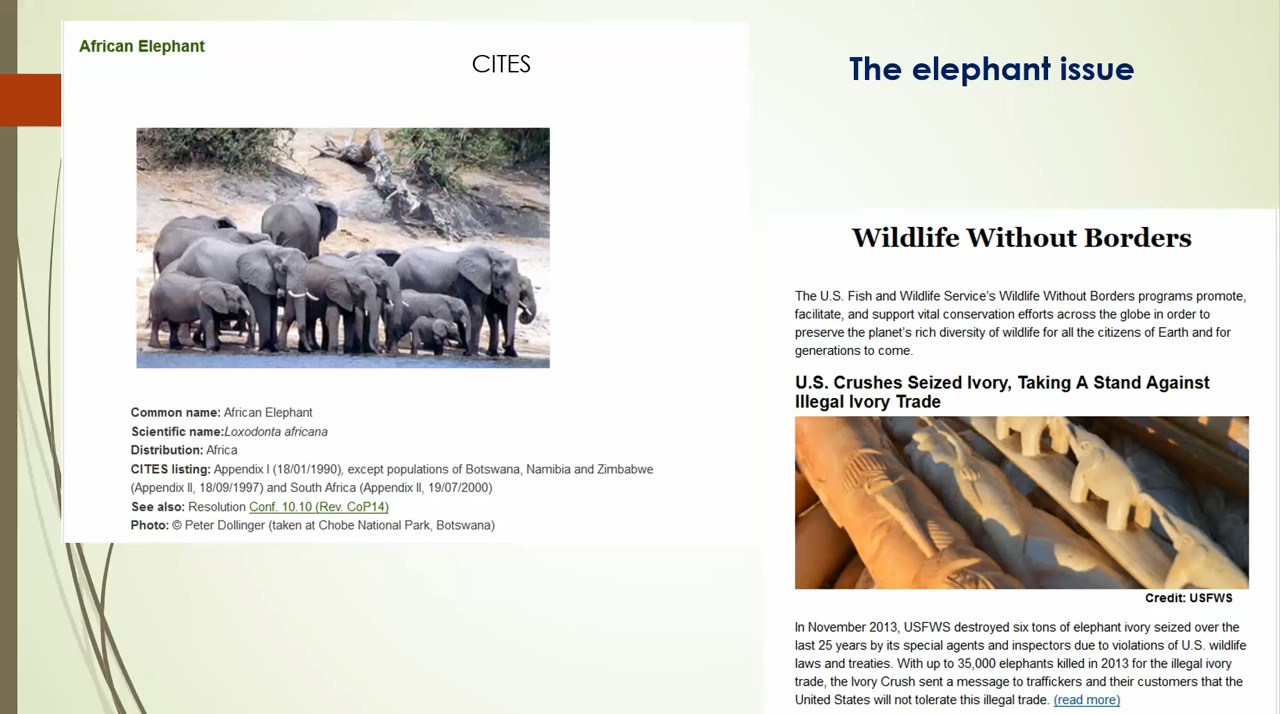 African Elephant
CITES
The elephant issue
Common name: African Elephant
Scientific name:Loxodonta africana
Distribution: Africa
CITES listing: Appendix I (18/01/1990), except populations of Botswana, Namibia and Zimbabwe
(Appendix II, 18/09/1997) and South Africa (Appendix II, 19/07/2000)
See also: Resolution Conf. 10.10 (Rev. CoP14)
Photo: © Peter Dollinger (taken at Chobe National Park, Botswana)
Wildlife Without Borders
The U.S. Fish and Wildlife Service's Wildlife Without Borders programs promote,
facilitate, and support vital conservation efforts across the globe in order to
preserve the planet's rich diversity of wildlife for all the citizens of Earth and for
generations to come.
U.S. Crushes Seized Ivory, Taking A Stand Against
Illegal Ivory Trade
Credit: USFWS
In November 2013, USFWS destroyed six tons of elephant ivory seized over the
last 25 years by its special agents and inspectors due to violations of U.S. wildlife
laws and treaties. With up to 35,000 elephants killed in 2013 for the illegal ivory
trade, the Ivory Crush sent a message to traffickers and their customers that the
United States will not tolerate this illegal trade. (read more)